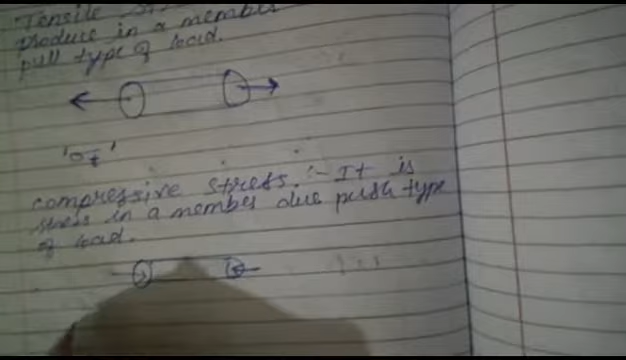 Tensile
produce in a member
pull type of load.
'σt'
compressive stress :- It is
stress in a member due push type
of load.